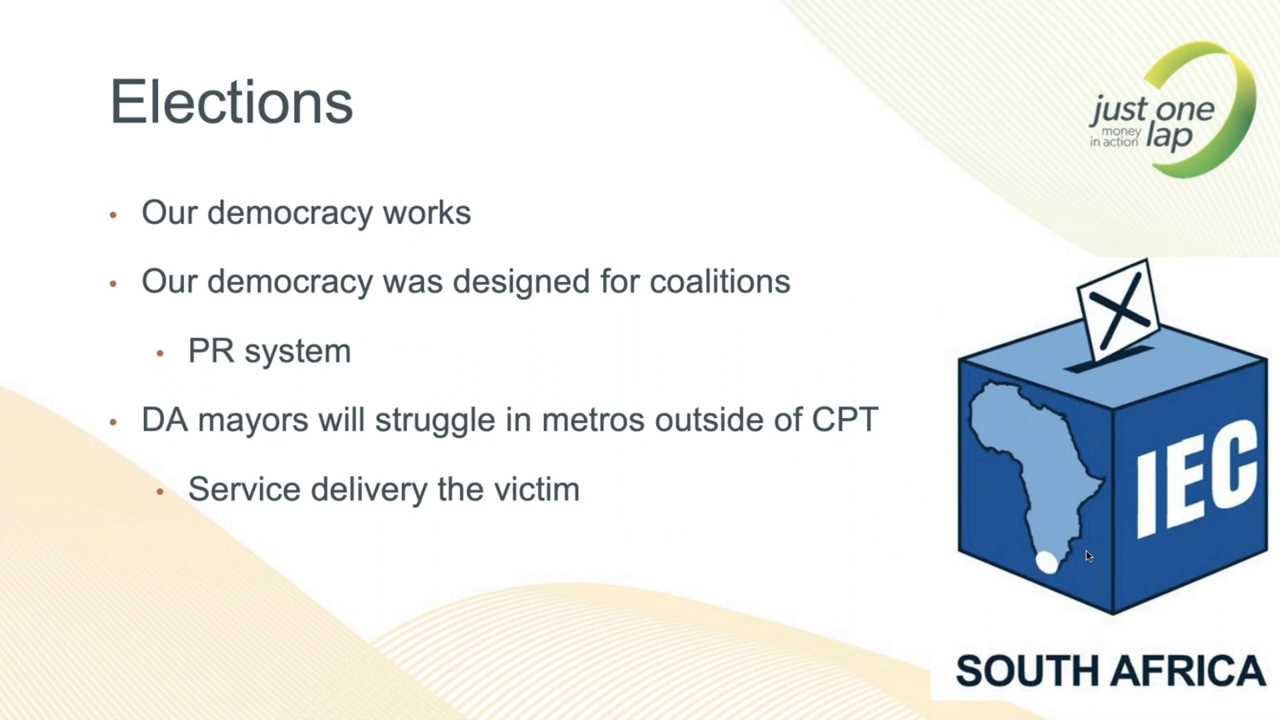 Elections
just one
money
in action lap
• Our democracy works
• Our democracy was designed for coalitions
• PR system
• DA mayors will struggle in metros outside of CPT
• Service delivery the victim
IEC
SOUTH AFRICA